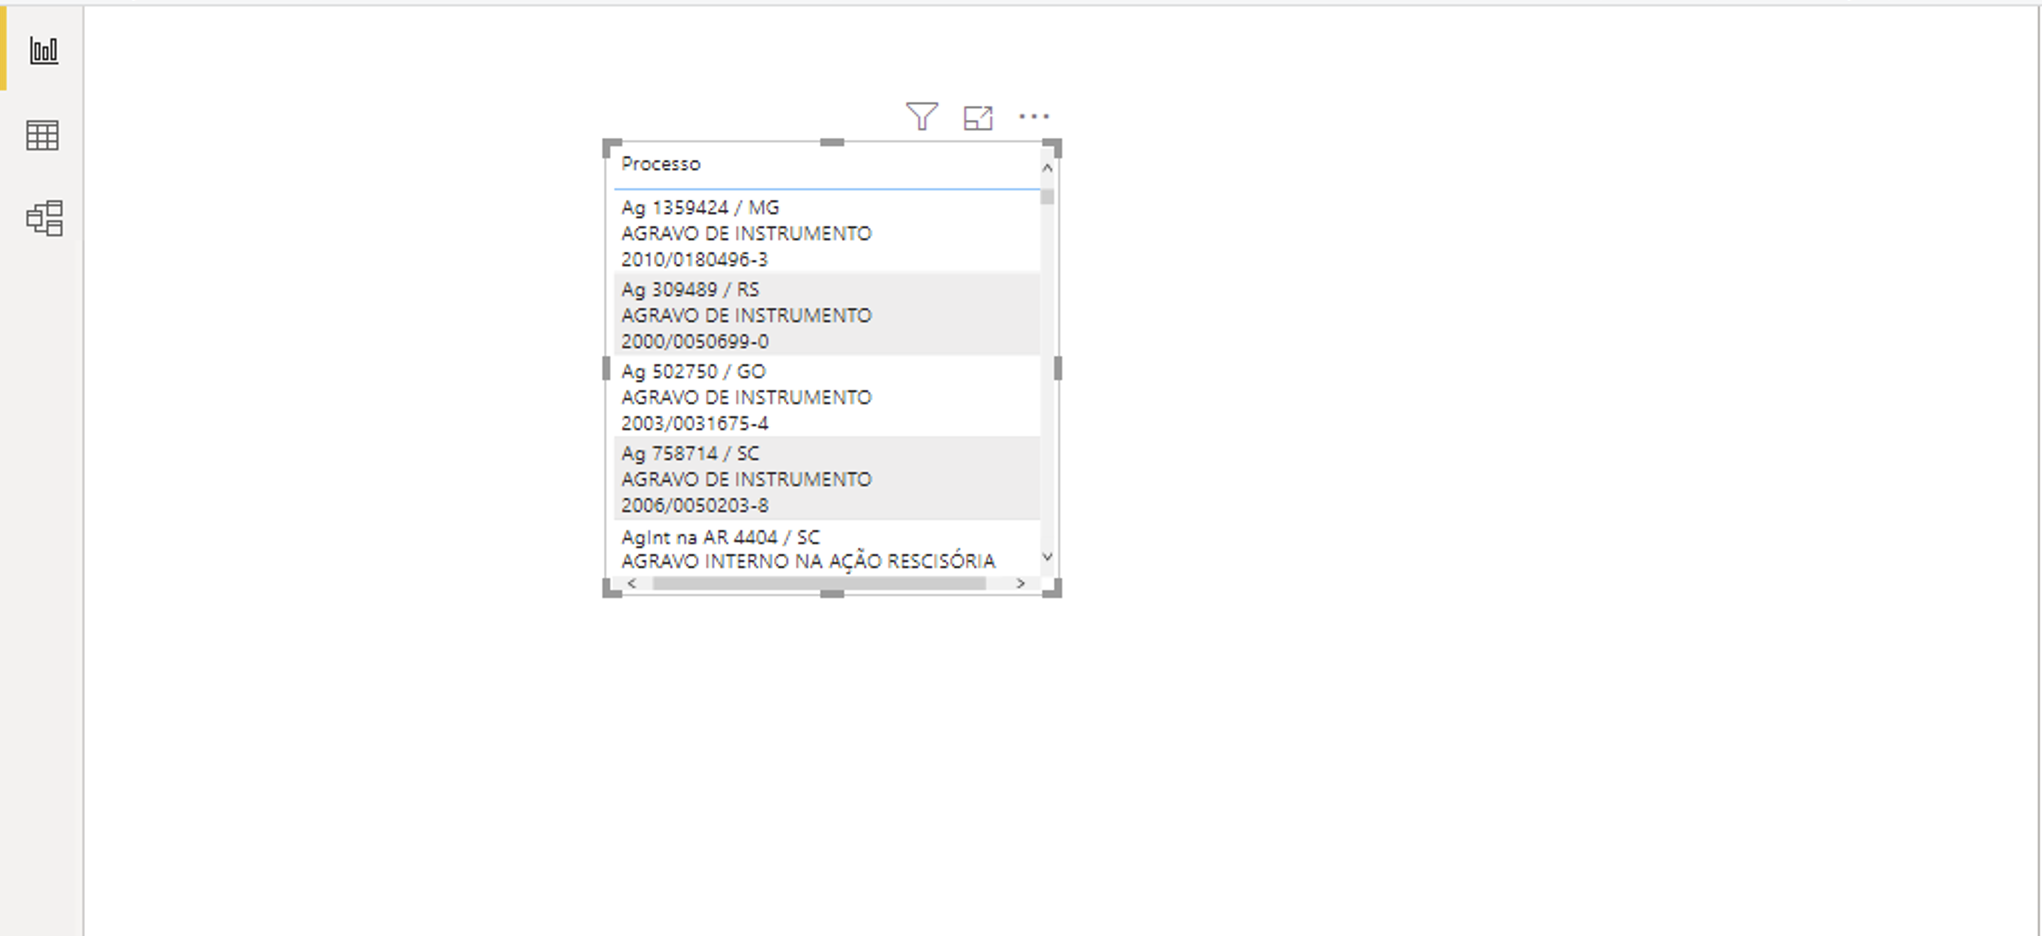 Processo
Ag 1359424 / MG
AGRAVO DE INSTRUMENTO
2010/0180496-3
Ag 309489 / RS
AGRAVO DE INSTRUMENTO
2000/0050699-0
Ag 502750 / GO
AGRAVO DE INSTRUMENTO
2003/0031675-4
Ag 758714 / SC
AGRAVO DE INSTRUMENTO
2006/0050203-8
AgInt na AR 4404 / SC
AGRAVO INTERNO NA AÇÃO RESCISÓRIA